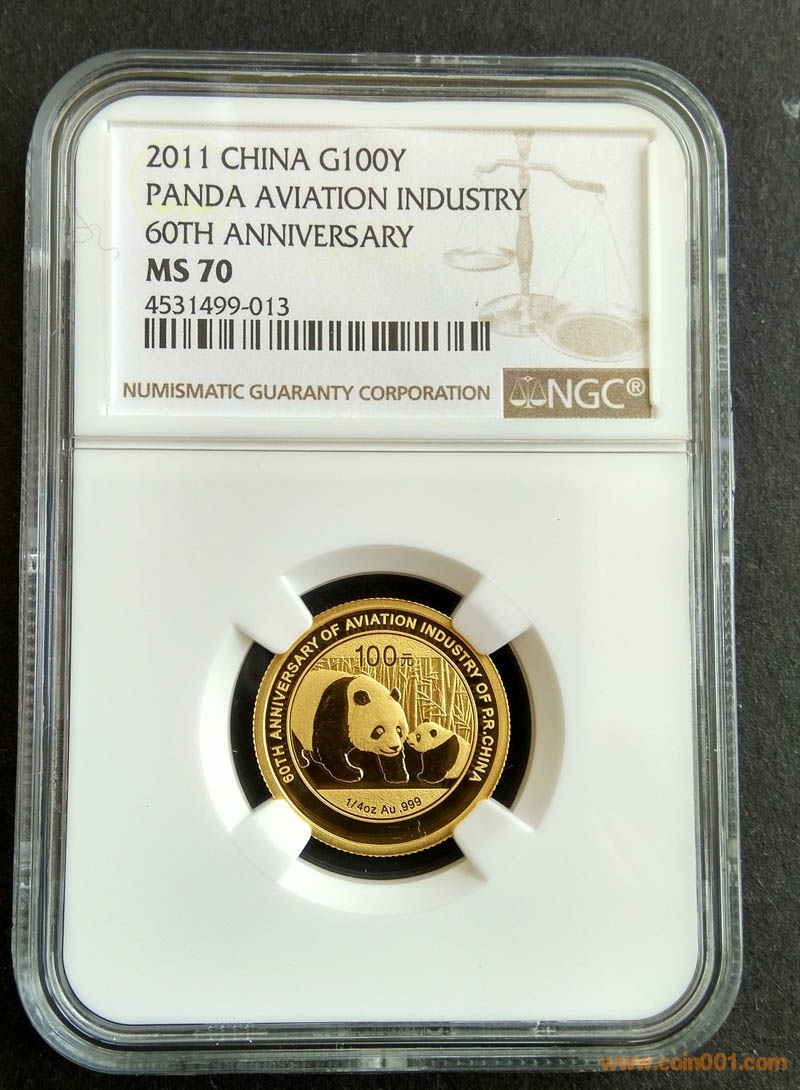 2011 CHINA G100Y
PANDA AVIATION INDUSTRY
60TH ANNIVERSARY
MS 70
4531499-013
NUMISMATIC GUARANTY CORPORATION
NGC®
60TH ANNIVERSARY OF AVIATION INDUSTRY OF P.R.CHINA
100元
1/4oz Au .999
www.coin001.com